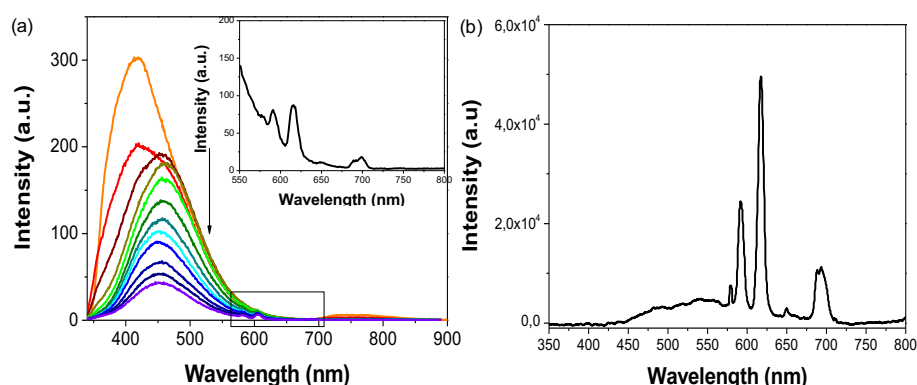 (a)
Intensity (a.u.)
300
200
100
0
400
500
600
700
800
900
Wavelength (nm)
Intensity (a.u.)
200
150
100
50
0
550
600
650
700
750
800
Wavelength (nm)
(b)
Intensity (a.u)
6,0x10⁴
4,0x10⁴
2,0x10⁴
0,0
350
400
450
500
550
600
650
700
750
800
Wavelength (nm)